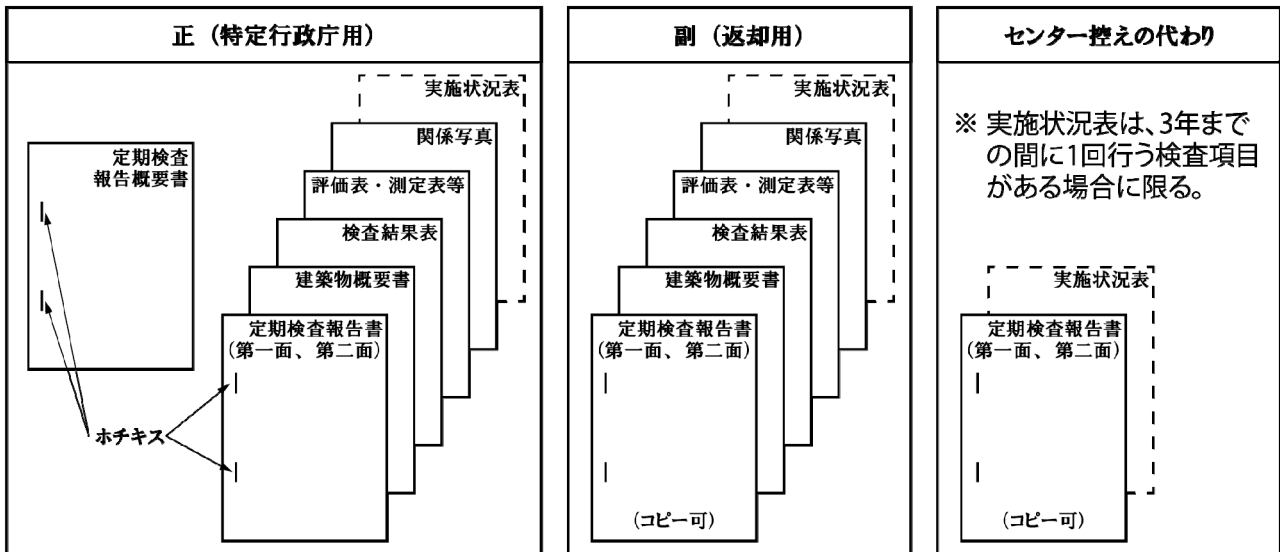 正（特定行政庁用）
定期検査
報告概要書
実施状況表
関係写真
評価表・測定表等
検査結果表
建築物概要書
定期検査報告書
(第一面、第二面)
ホチキス
副（返却用）
実施状況表
関係写真
評価表・測定表等
検査結果表
建築物概要書
定期検査報告書
(第一面、第二面)
(コピー可)
センター控えの代わり
※ 実施状況表は、3年まで
の間に1回行う検査項目
がある場合に限る。
実施状況表
定期検査報告書
(第一面、第二面)
(コピー可)